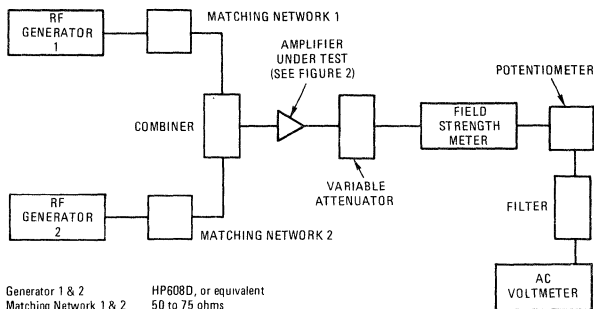 RF
GENERATOR
1
MATCHING NETWORK 1
AMPLIFIER
UNDER TEST
(SEE FIGURE 2)
POTENTIOMETER
COMBINER
FIELD
STRENGTH
METER
VARIABLE
ATTENUATOR
FILTER
RF
GENERATOR
2
MATCHING NETWORK 2
AC
VOLTMETER
Generator 1 & 2 HP608D, or equivalent
Matching Network 1 & 2 50 to 75 ohms